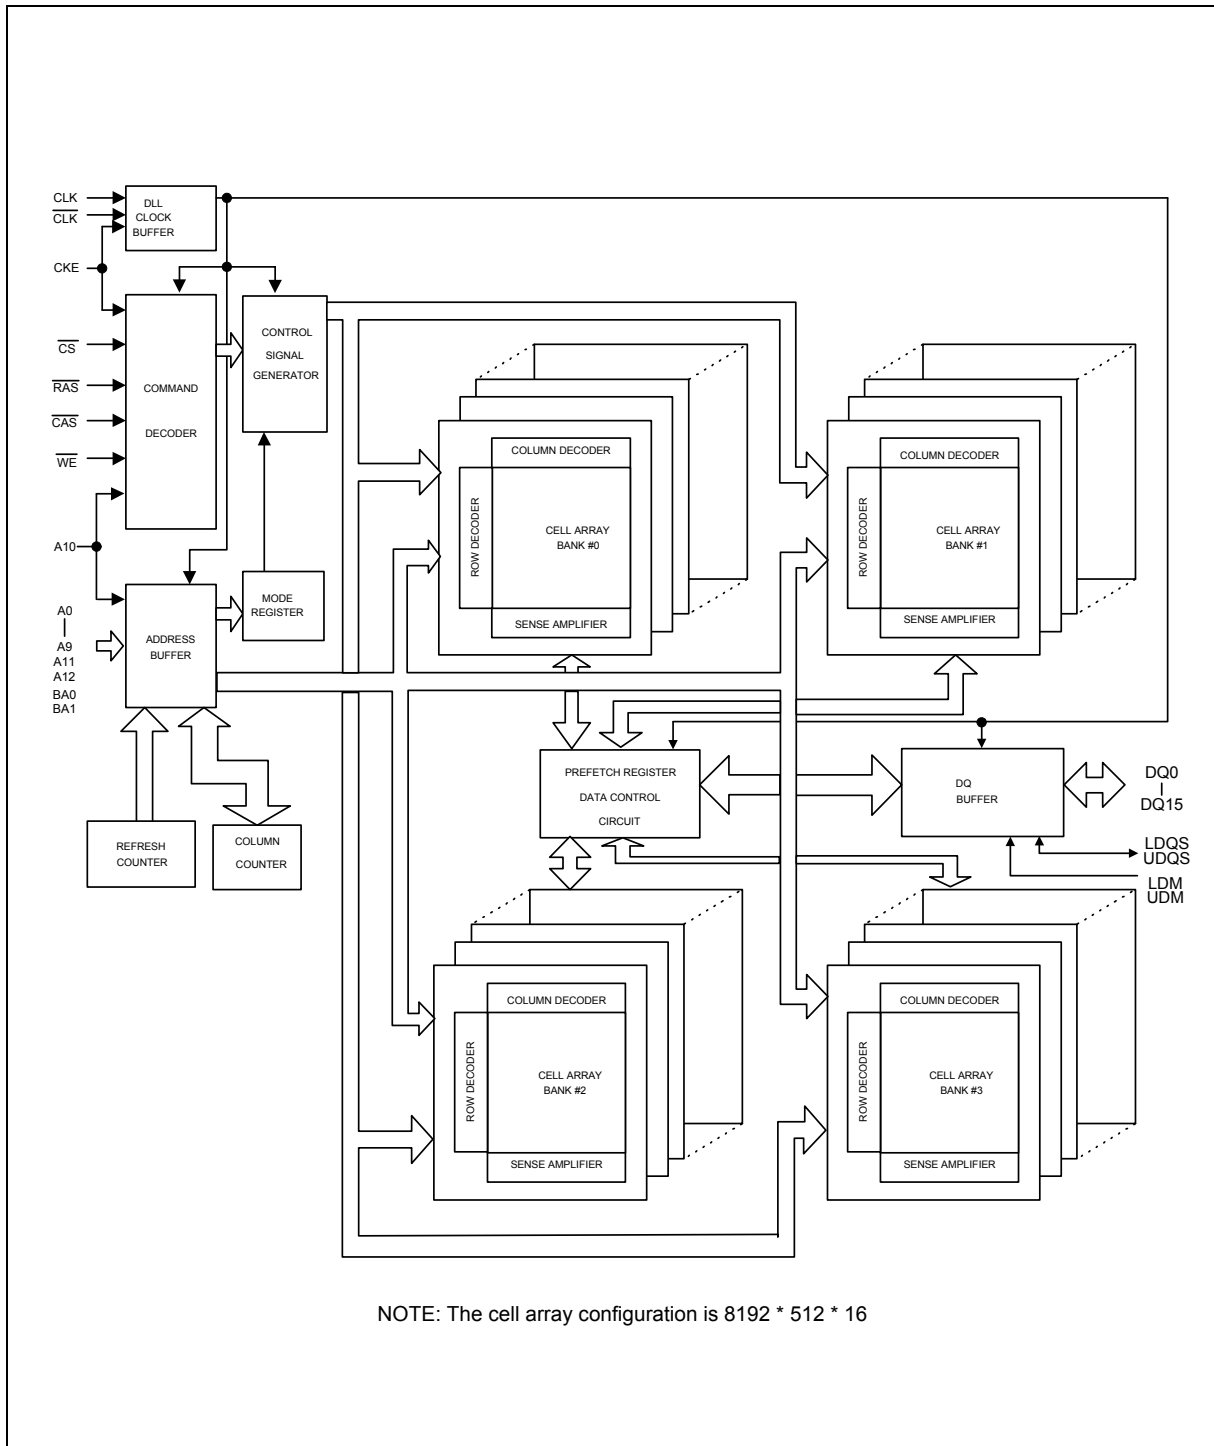 CLK
CLK
CKE
CS
RAS
CAS
WE
A10
A0
A9
A11
A12
BA0
BA1
DLL
CLOCK
BUFFER
COMMAND
DECODER
CONTROL
SIGNAL
GENERATOR
MODE
REGISTER
ADDRESS
BUFFER
REFRESH
COUNTER
COLUMN
COUNTER
COLUMN DECODER
ROW DECODER
CELL ARRAY
BANK #0
SENSE AMPLIFIER
COLUMN DECODER
ROW DECODER
CELL ARRAY
BANK #1
SENSE AMPLIFIER
PREFETCH REGISTER
DATA CONTROL
CIRCUIT
DQ
BUFFER
DQ0
DQ15
LDQS
UDQS
LDM
UDM
COLUMN DECODER
ROW DECODER
CELL ARRAY
BANK #2
SENSE AMPLIFIER
COLUMN DECODER
ROW DECODER
CELL ARRAY
BANK #3
SENSE AMPLIFIER
NOTE: The cell array configuration is 8192 * 512 * 16